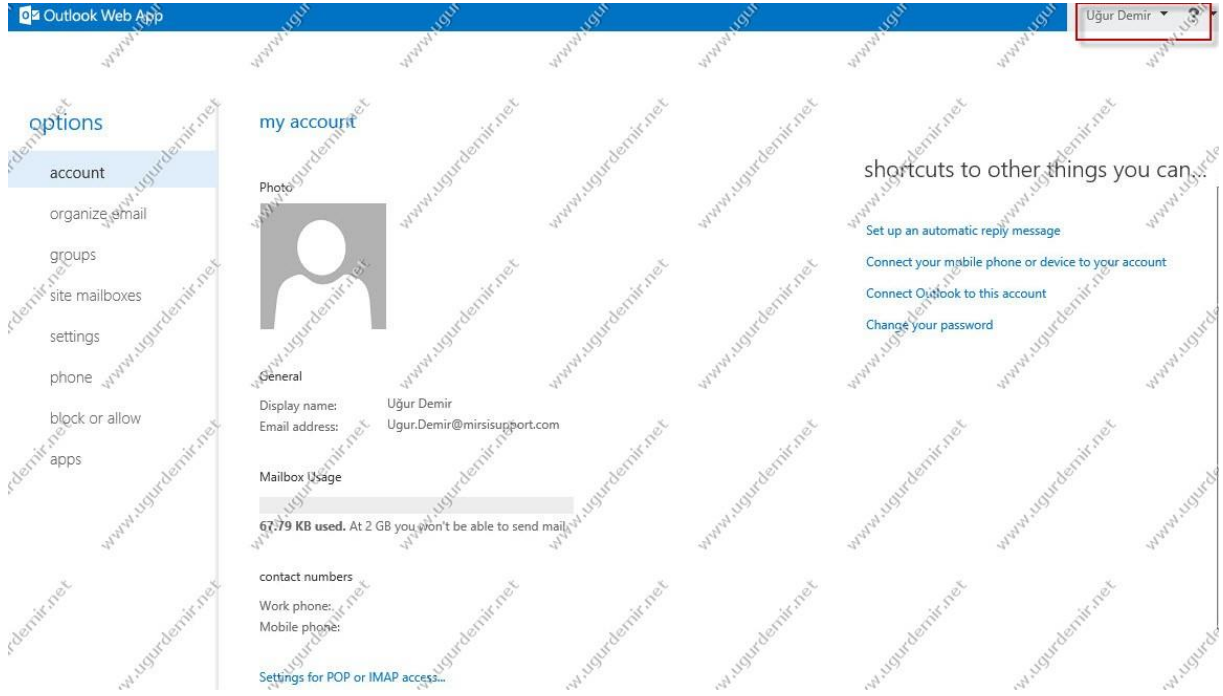 Outlook Web App
Uğur Demir ?
options
account
organize email
groups
site mailboxes
settings
phone
block or allow
apps
my account
Photo
General
Display name: Uğur Demir
Email address: Ugur.Demir@mirsisupport.com
Mailbox Usage
67.79 KB used. At 2 GB you won't be able to send mail.
contact numbers
Work phone:
Mobile phone:
Settings for POP or IMAP access...
shortcuts to other things you can...
Set up an automatic reply message
Connect your mobile phone or device to your account
Connect Outlook to this account
Change your password
www.ugurdemir.net